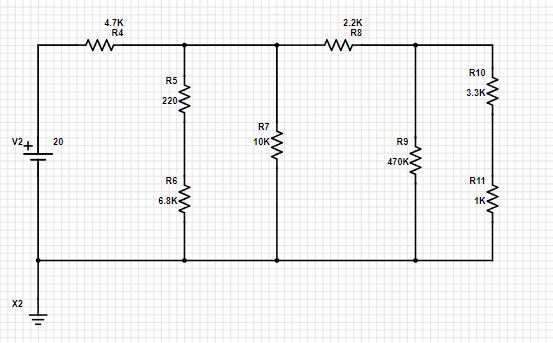 4.7K
R4
2.2K
R8
R5
220
R10
3.3K
V2
+
20
R7
10K
R9
470K
R6
6.8K
R11
1K
X2